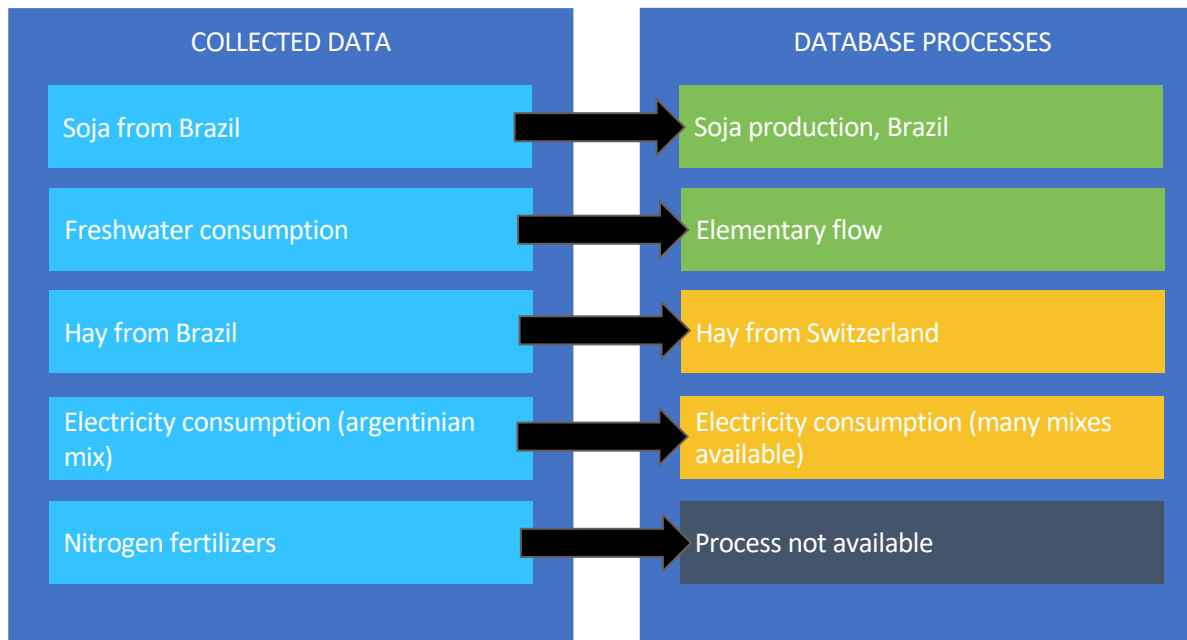 COLLECTED DATA
DATABASE PROCESSES
Soja from Brazil
Soja production, Brazil
Freshwater consumption
Elementary flow
Hay from Brazil
Hay from Switzerland
Electricity consumption (argentinian
mix)
Electricity consumption (many mixes
available)
Nitrogen fertilizers
Process not available